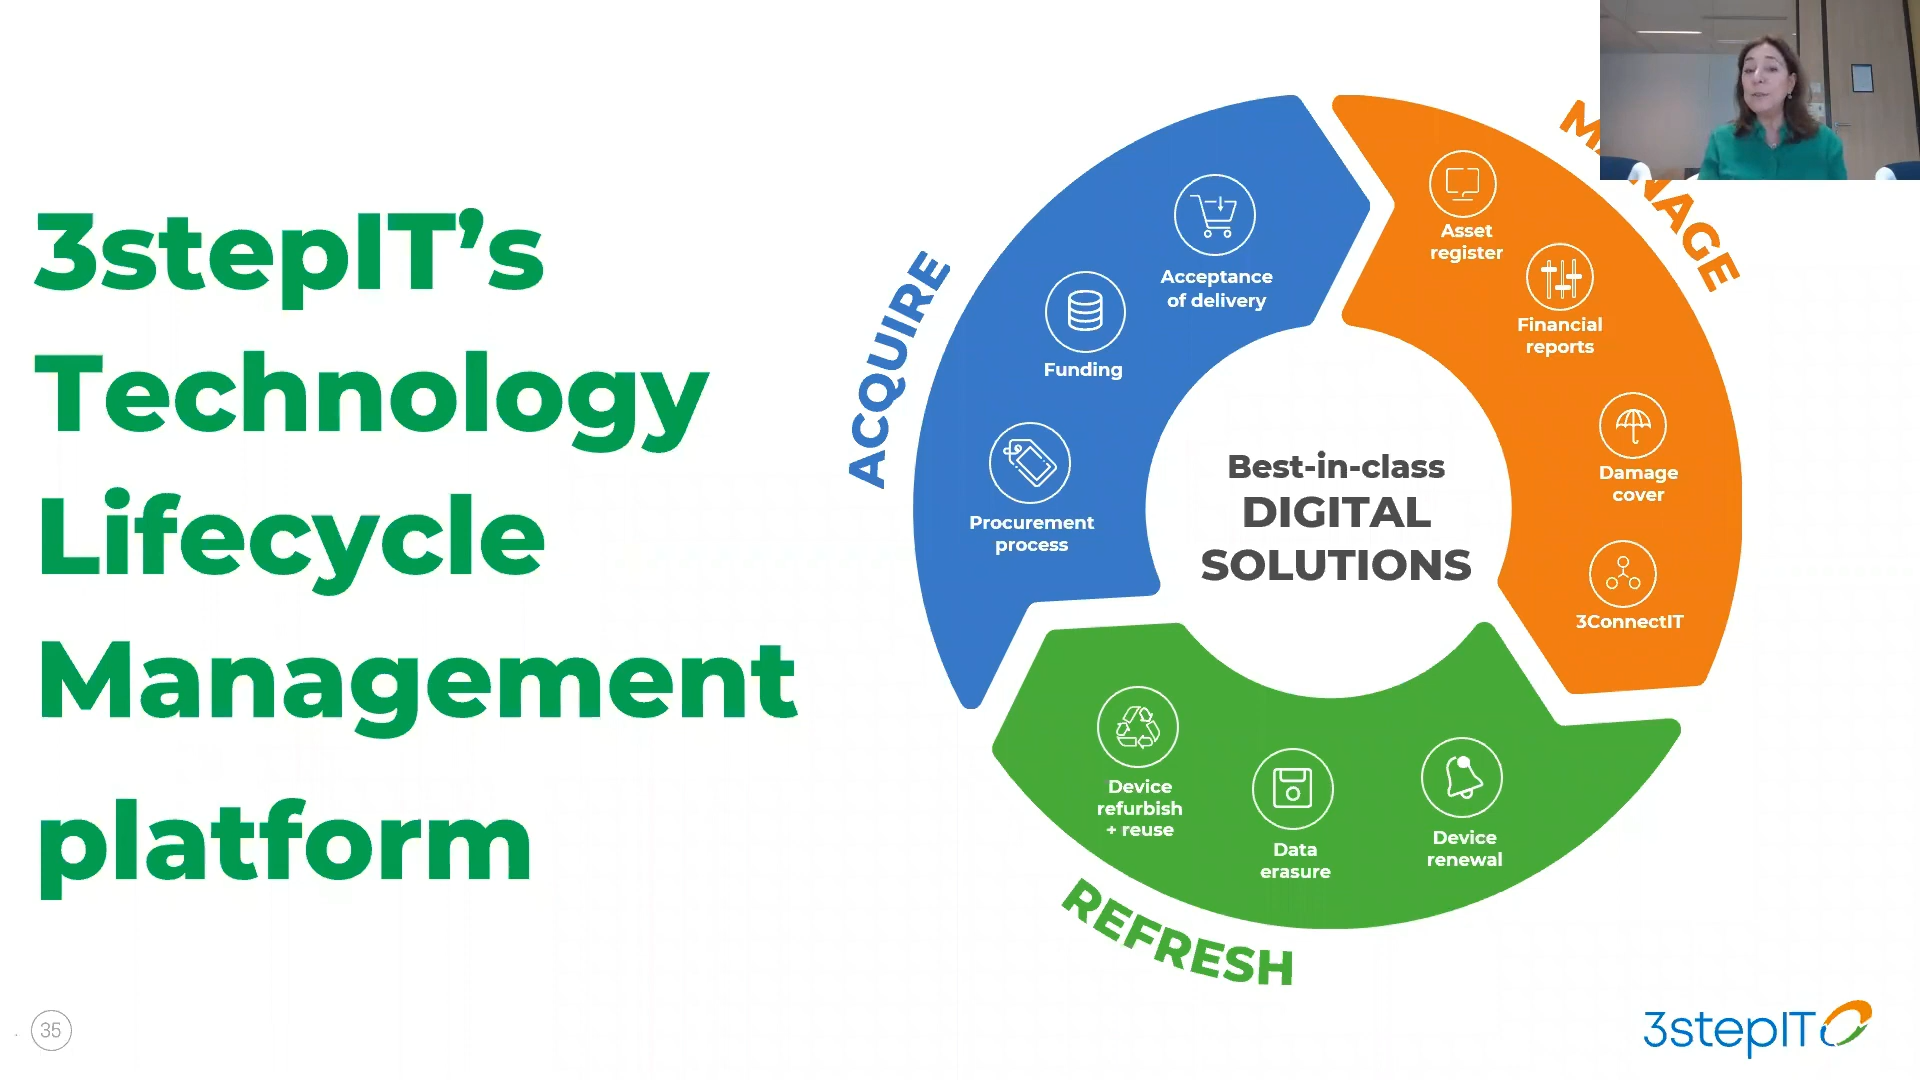 3stepIT’s
Technology
Lifecycle
Management
platform
ACQUIRE
Acceptance
of delivery
Funding
Procurement
process
Asset
register
Financial
reports
Damage
cover
3ConnectIT
Best-in-class
DIGITAL
SOLUTIONS
Device
refurbish
+ reuse
Data
erasure
Device
renewal
REFRESH
35
3stepIT